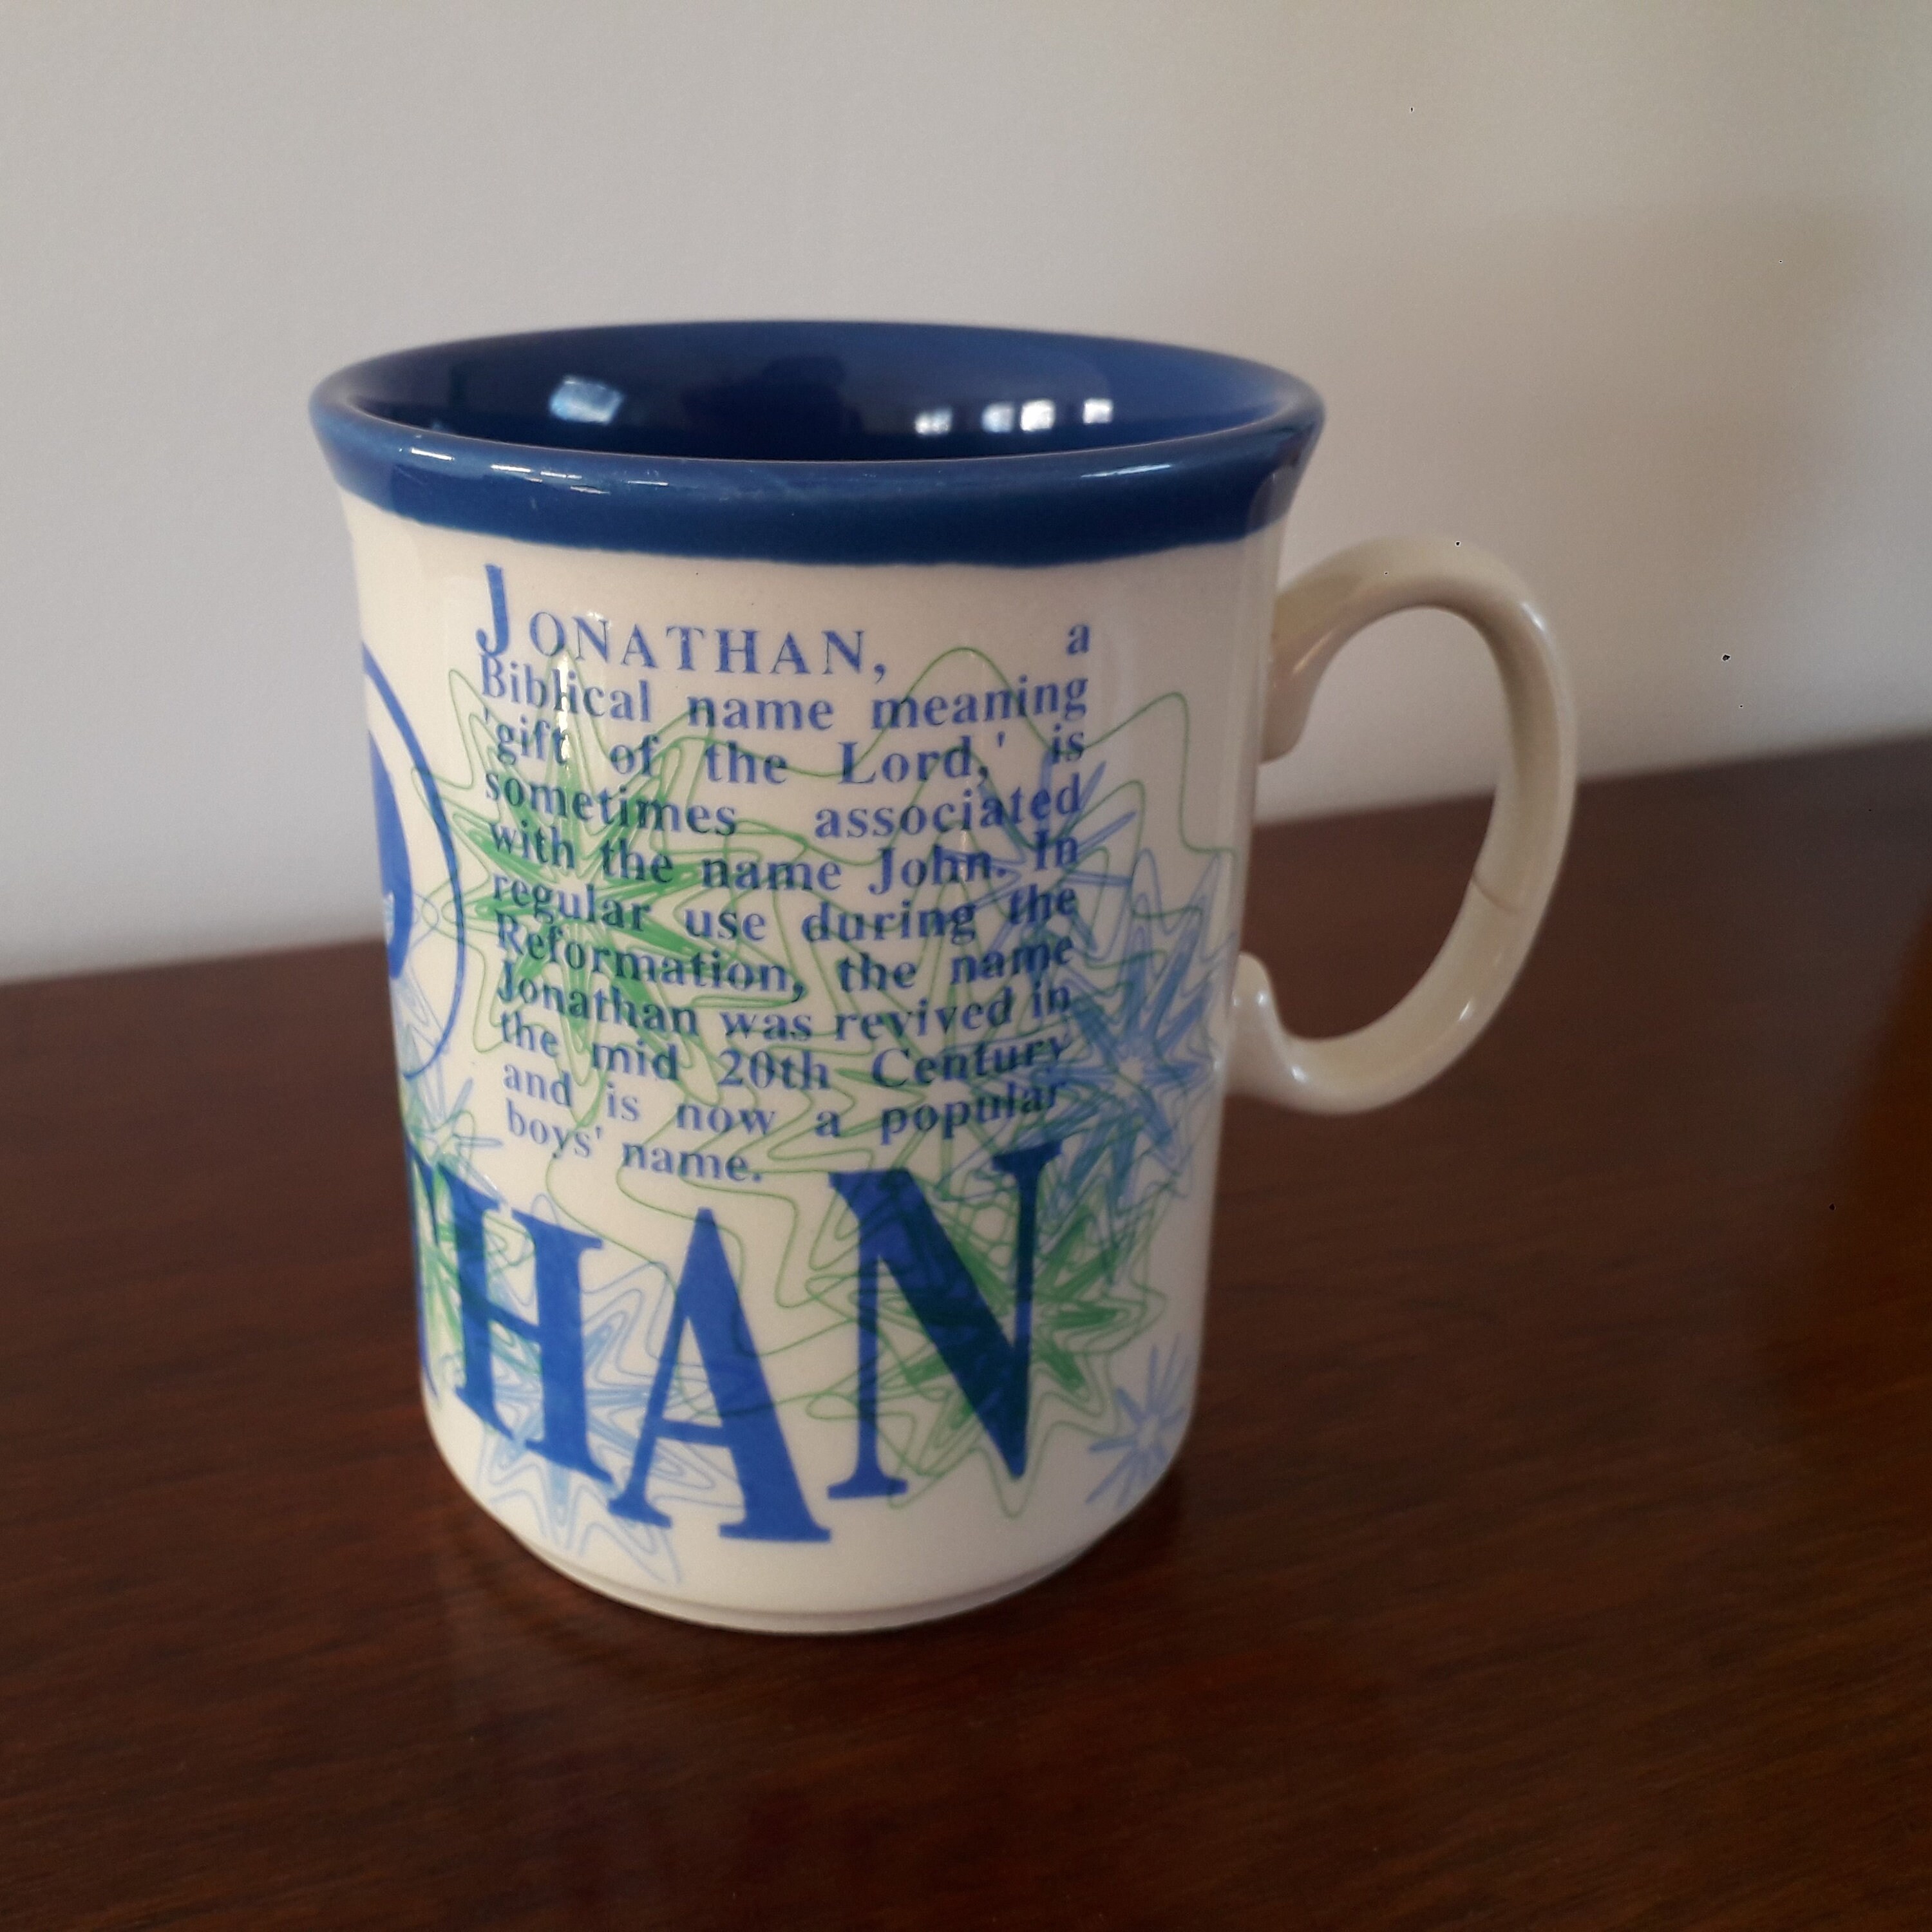 JONATHAN, a
Biblical name meaning
'gift of the Lord,' is
sometimes associated
with the name John. In
regular use during the
Reformation, the name
Jonathan was revived in
the mid 20th Century
and is now a popular
boys' name.
THAN